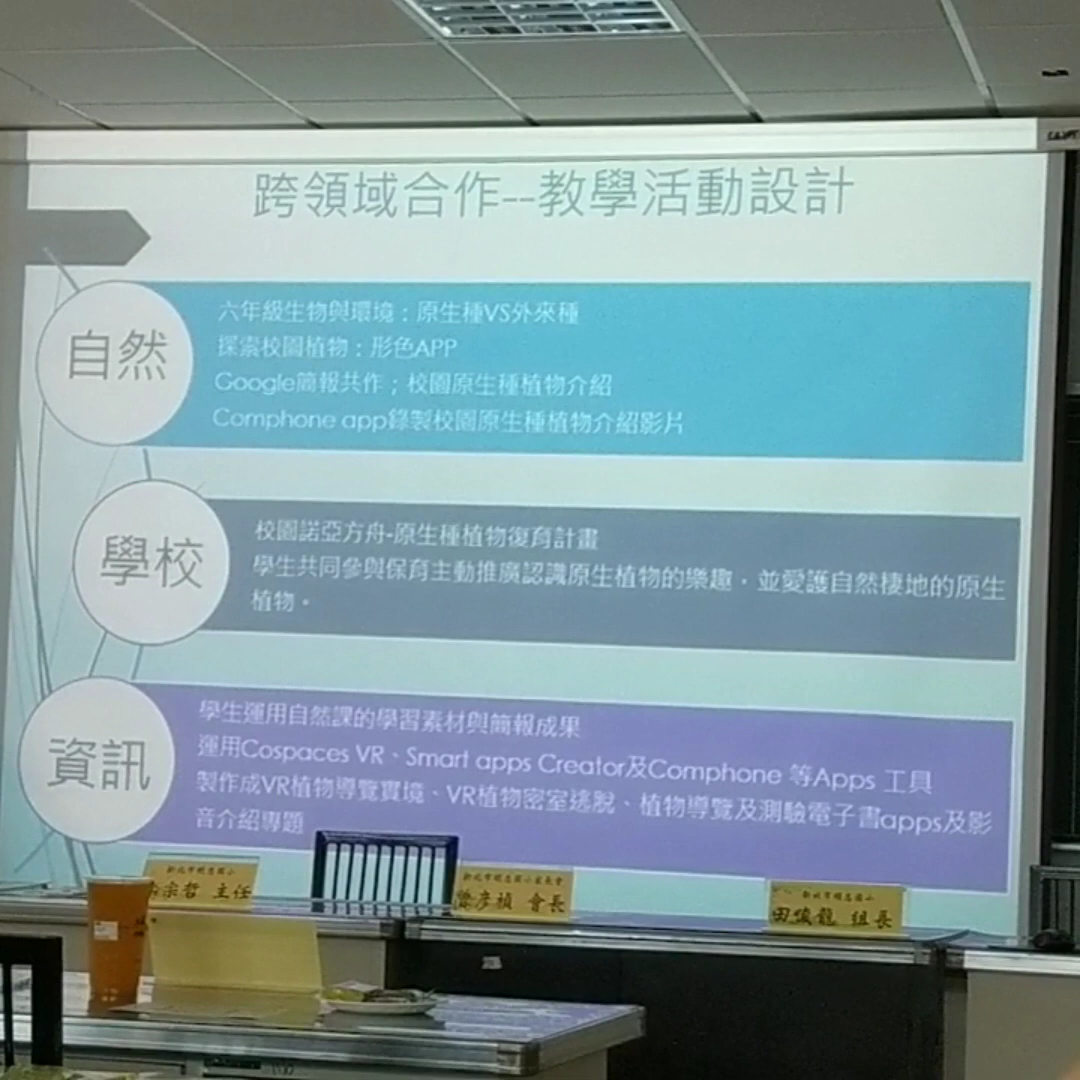 跨領域合作--教學活動設計
自然
六年級生物與環境：原生種VS外來種
探索校園植物：形色APP
Google簡報共作；校園原生種植物介紹
Comphone app錄製校園原生種植物介紹影片
學校
校園諾亞方舟-原生種植物復育計畫
學生共同參與保育主動推廣認識原生植物的樂趣，並愛護自然棲地的原生
植物。
資訊
學生運用自然課的學習素材與簡報成果
運用Cospaces VR、Smart apps Creator及Comphone 等Apps 工具
製作成VR植物導覽實境、VR植物密室逃脫、植物導覽及測驗電子書apps及影
音介紹專題
宗哲 主任
彥禎 會長
田 龍 組長